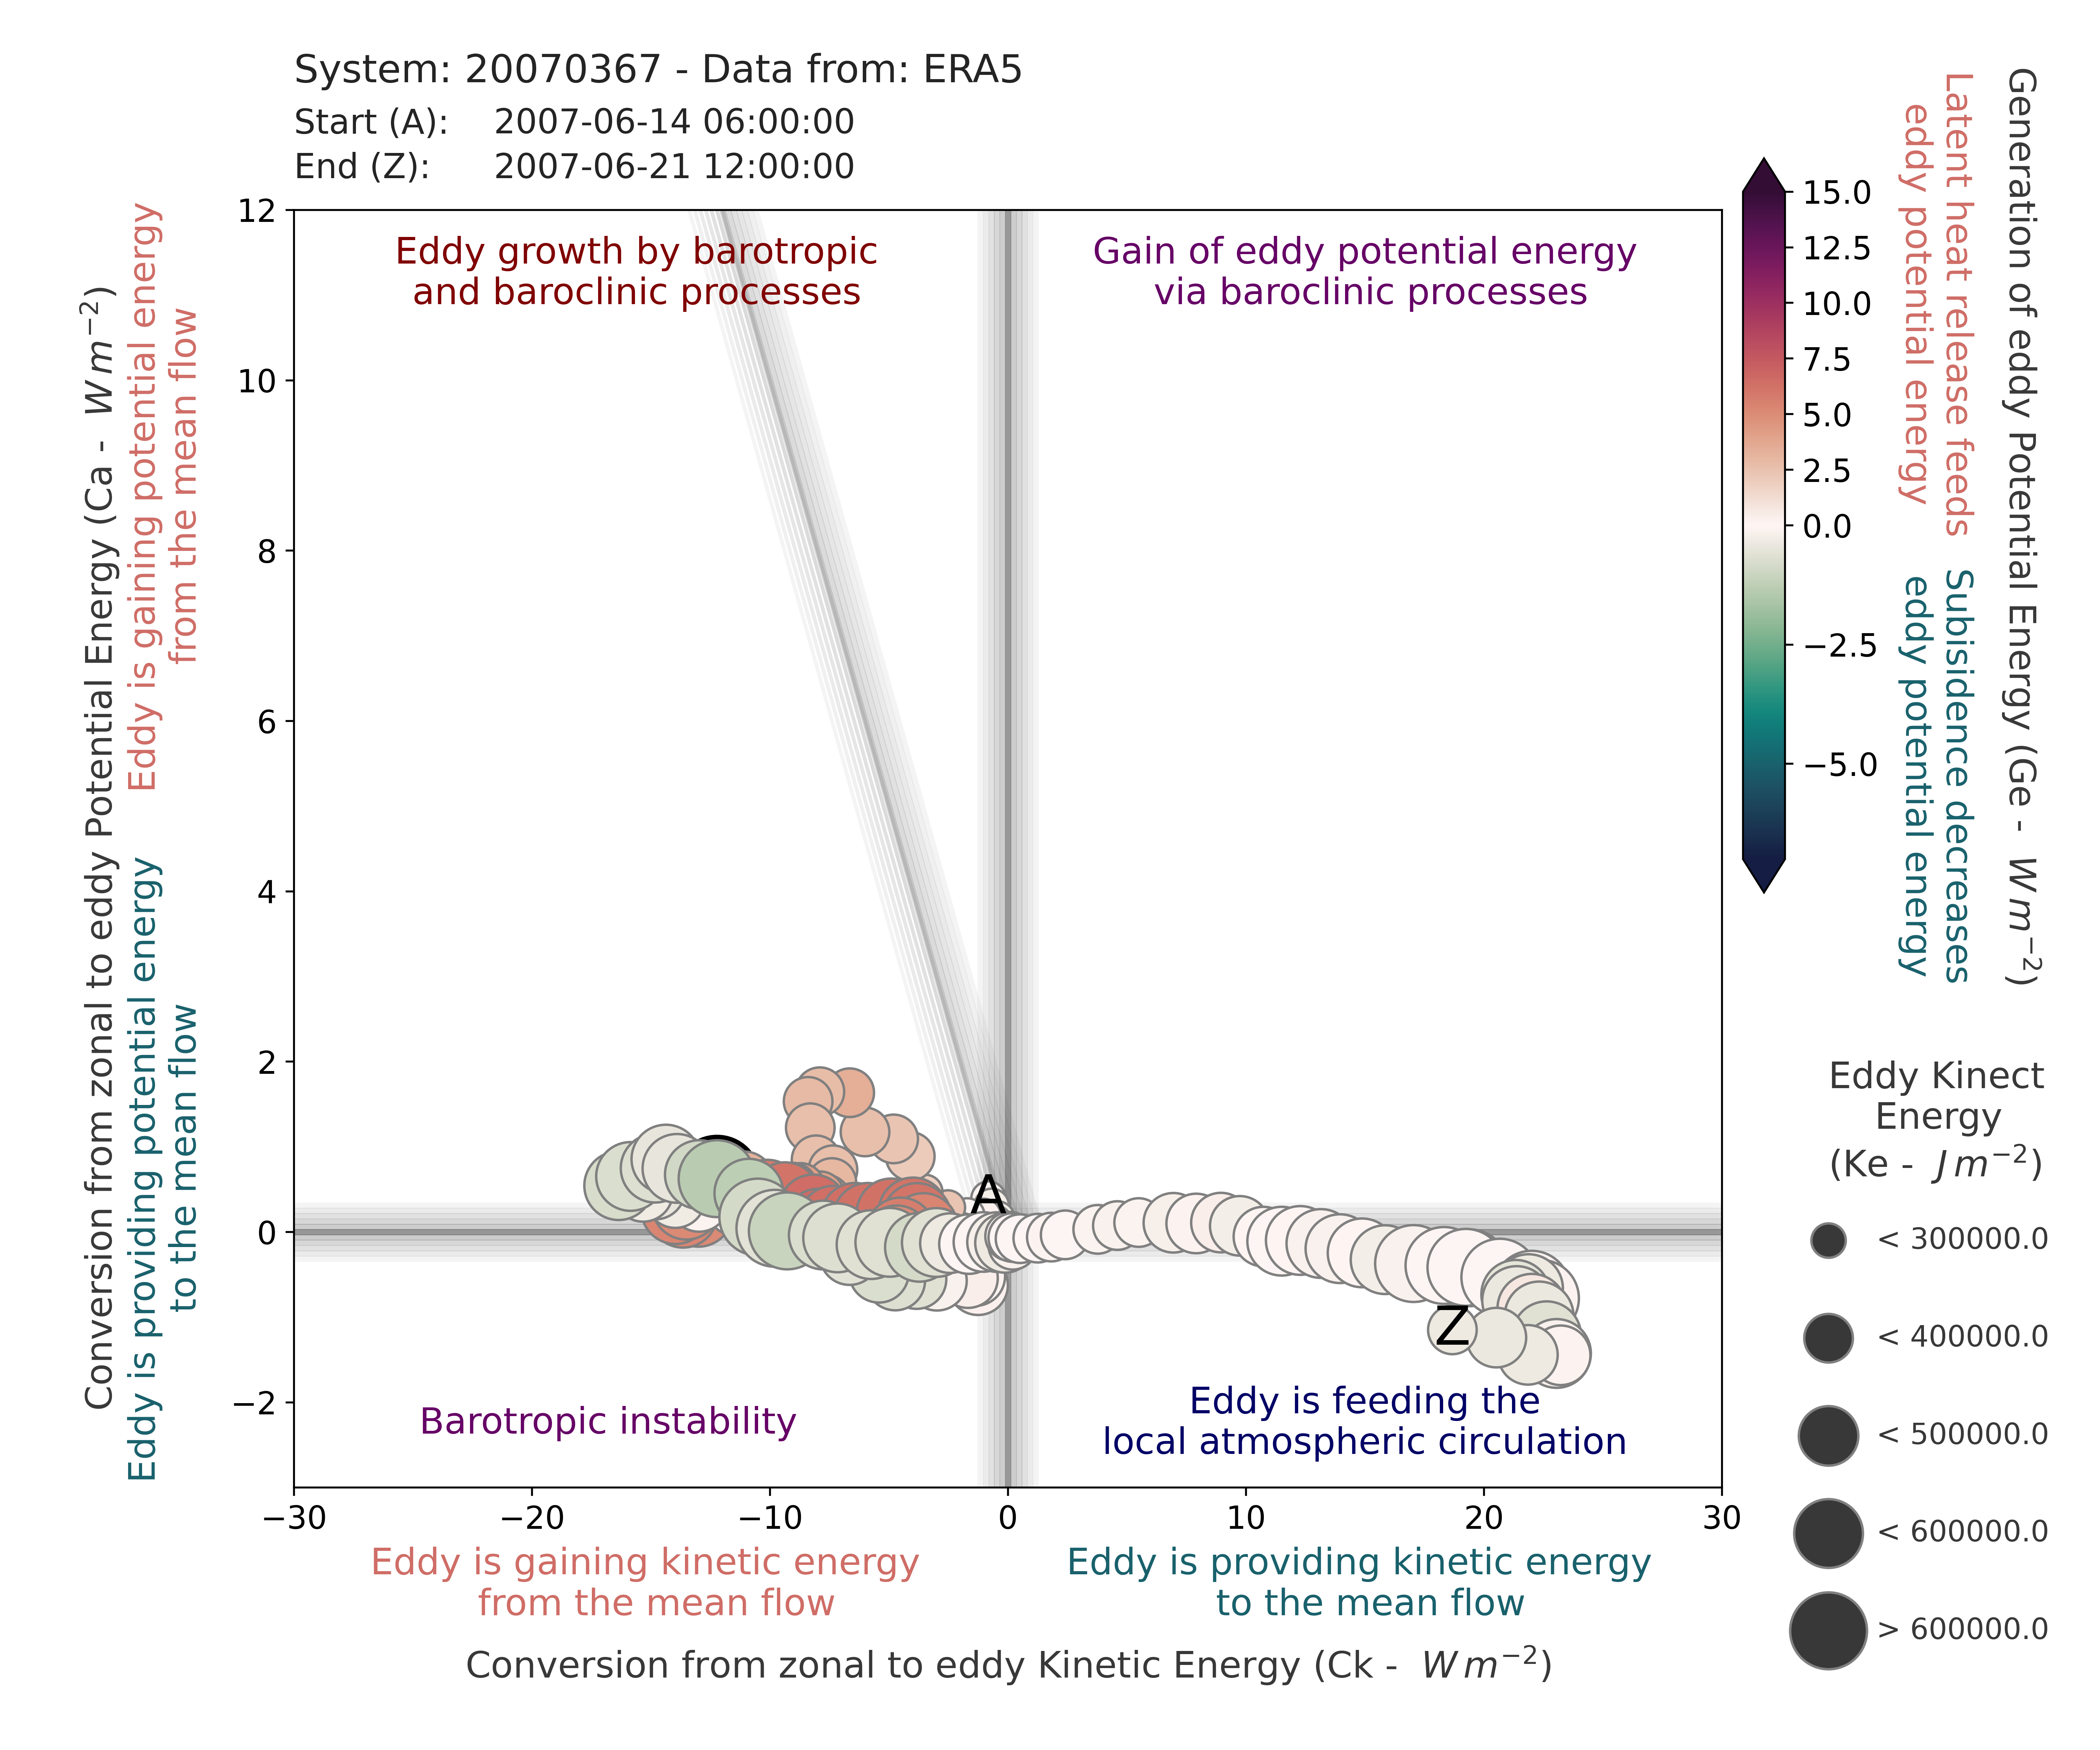 System: 20070367 - Data from: ERA5
Start (A): 2007-06-14 06:00:00
End (Z): 2007-06-21 12:00:00
Conversion from zonal to eddy Potential Energy (Ca - W m⁻²)
Eddy is gaining potential energy
from the mean flow
Eddy is providing potential energy
to the mean flow
12
10
8
6
4
2
0
−2
Eddy growth by barotropic
and baroclinic processes
Gain of eddy potential energy
via baroclinic processes
A
Z
Barotropic instability
Eddy is feeding the
local atmospheric circulation
−30
−20
−10
0
10
20
30
Eddy is gaining kinetic energy
from the mean flow
Eddy is providing kinetic energy
to the mean flow
Conversion from zonal to eddy Kinetic Energy (Ck - W m⁻²)
15.0
12.5
10.0
7.5
5.0
2.5
0.0
−2.5
−5.0
Latent heat release feeds
eddy potential energy
Subisidence decreases
eddy potential energy
Generation of eddy Potential Energy (Ge - W m⁻²)
Eddy Kinect
Energy
(Ke - J m⁻²)
< 300000.0
< 400000.0
< 500000.0
< 600000.0
> 600000.0